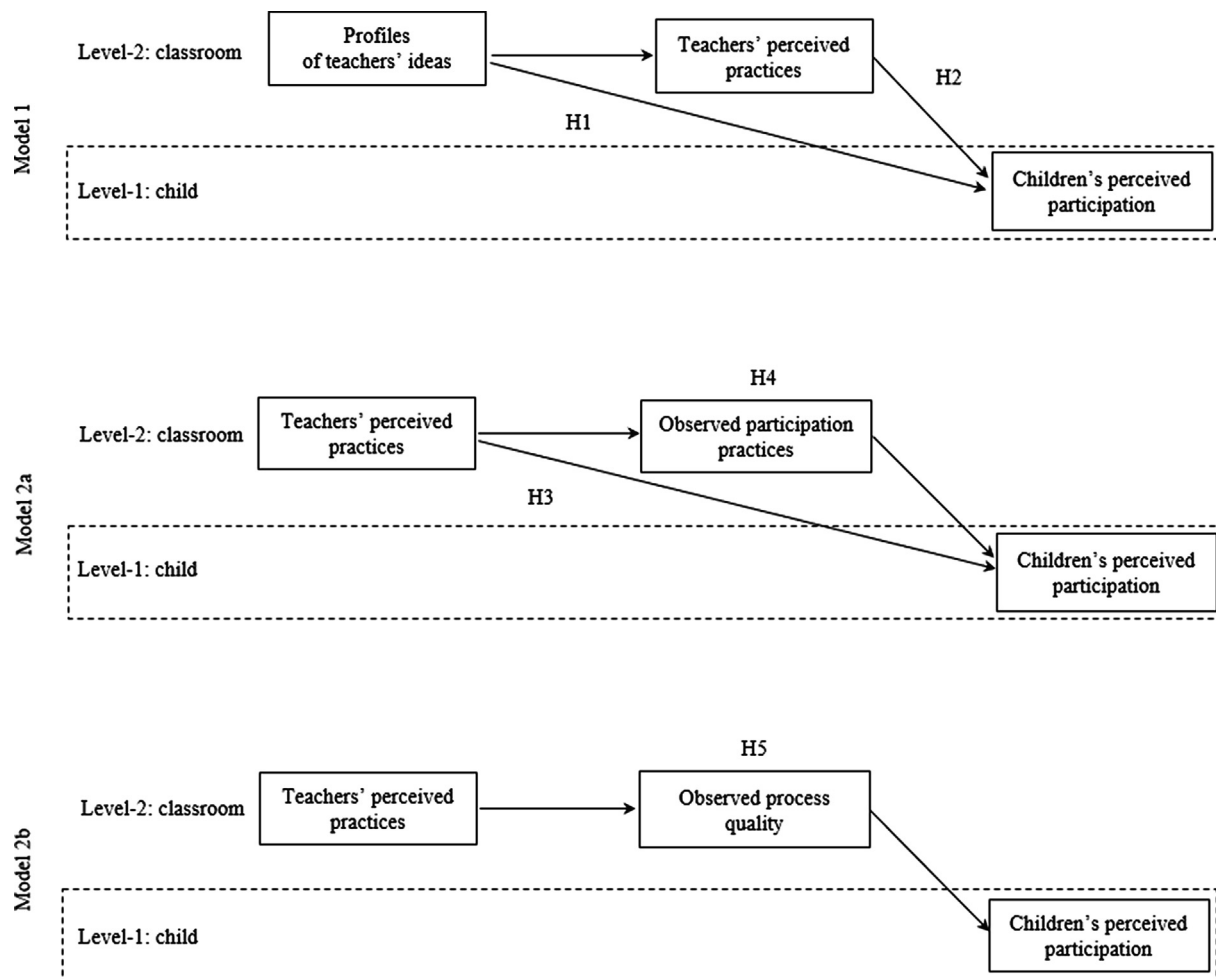 Model 1
Level-2: classroom
Profiles
of teachers’ ideas
Teachers’ perceived
practices
H2
H1
Level-1: child
Children’s perceived
participation
Model 2a
H4
Level-2: classroom
Teachers’ perceived
practices
Observed participation
practices
H3
Level-1: child
Children’s perceived
participation
Model 2b
H5
Level-2: classroom
Teachers’ perceived
practices
Observed process
quality
Level-1: child
Children’s perceived
participation